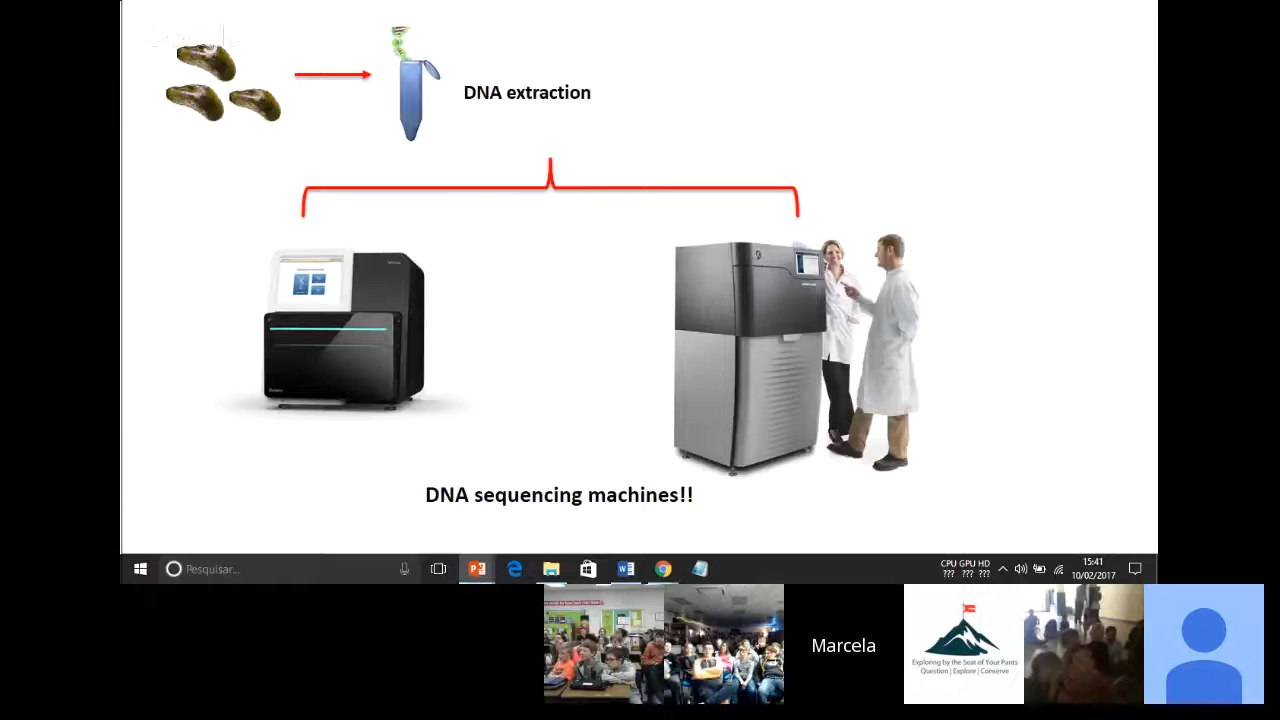 DNA extraction
DNA sequencing machines!!
Pesquisar...
CPU GPU HD
??? ??? ???
15:41
10/02/2017
Marcela
Exploring by the Seat of Your Pants
Question | Explore | Conserve